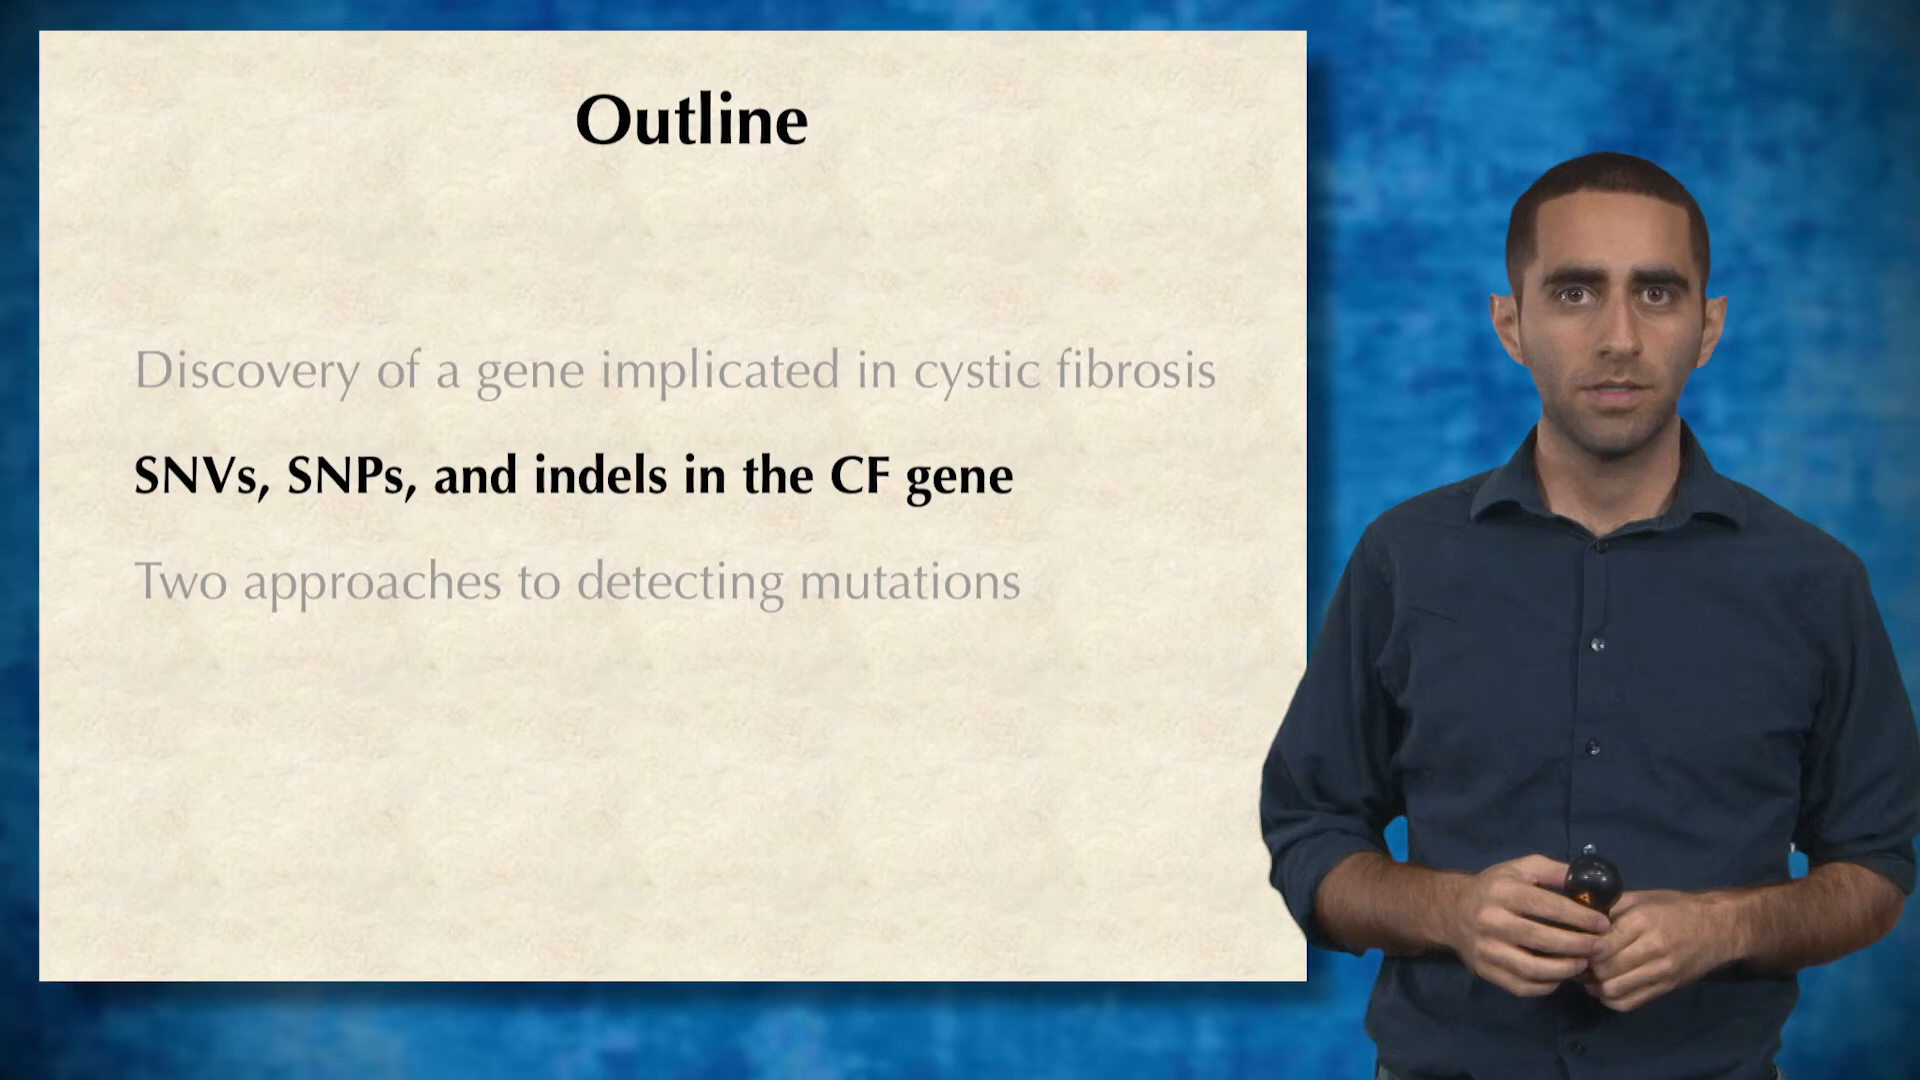 Outline
Discovery of a gene implicated in cystic fibrosis
SNVs, SNPs, and indels in the CF gene
Two approaches to detecting mutations